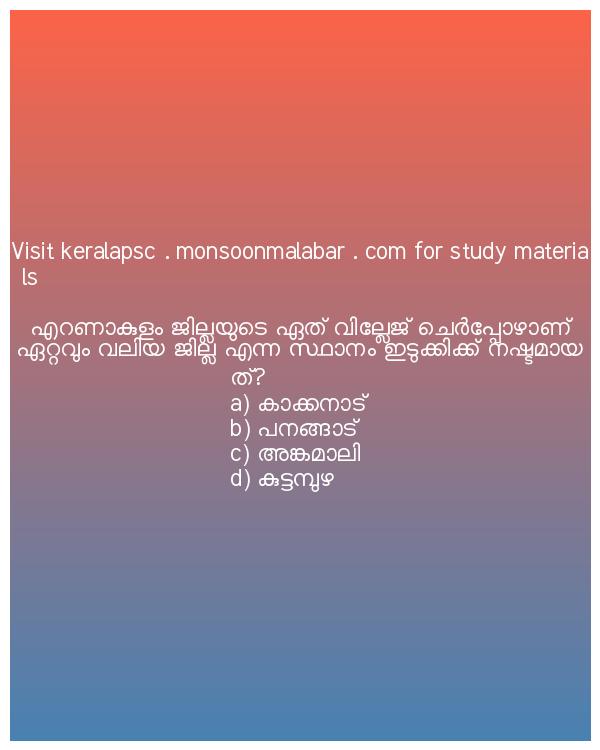 Visit keralapsc . monsoonmalabar . com for study materia
ls
എറണാകുളം ജില്ലയുടെ ഏത് വില്ലേജ് ചെർപ്പോഴാണ്
ഏറ്റവും വലിയ ജില്ല എന്ന സ്ഥാനം ഇടുക്കിക്ക് നഷ്ടമായ
ത്?
a) കാക്കനാട്
b) പനങ്ങാട്
c) അങ്കമാലി
d) കുട്ടമ്പുഴ